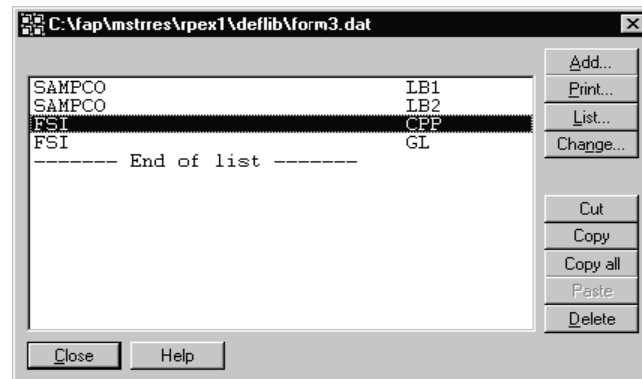 C:\fap\mstrres\rpex1\deflib\form3.dat
SAMPCO LB1
SAMPCO LB2
FSI CPP
FSI GL
------- End of list -------
Add...
Print...
List...
Change...
Cut
Copy
Copy all
Paste
Delete
Close
Help